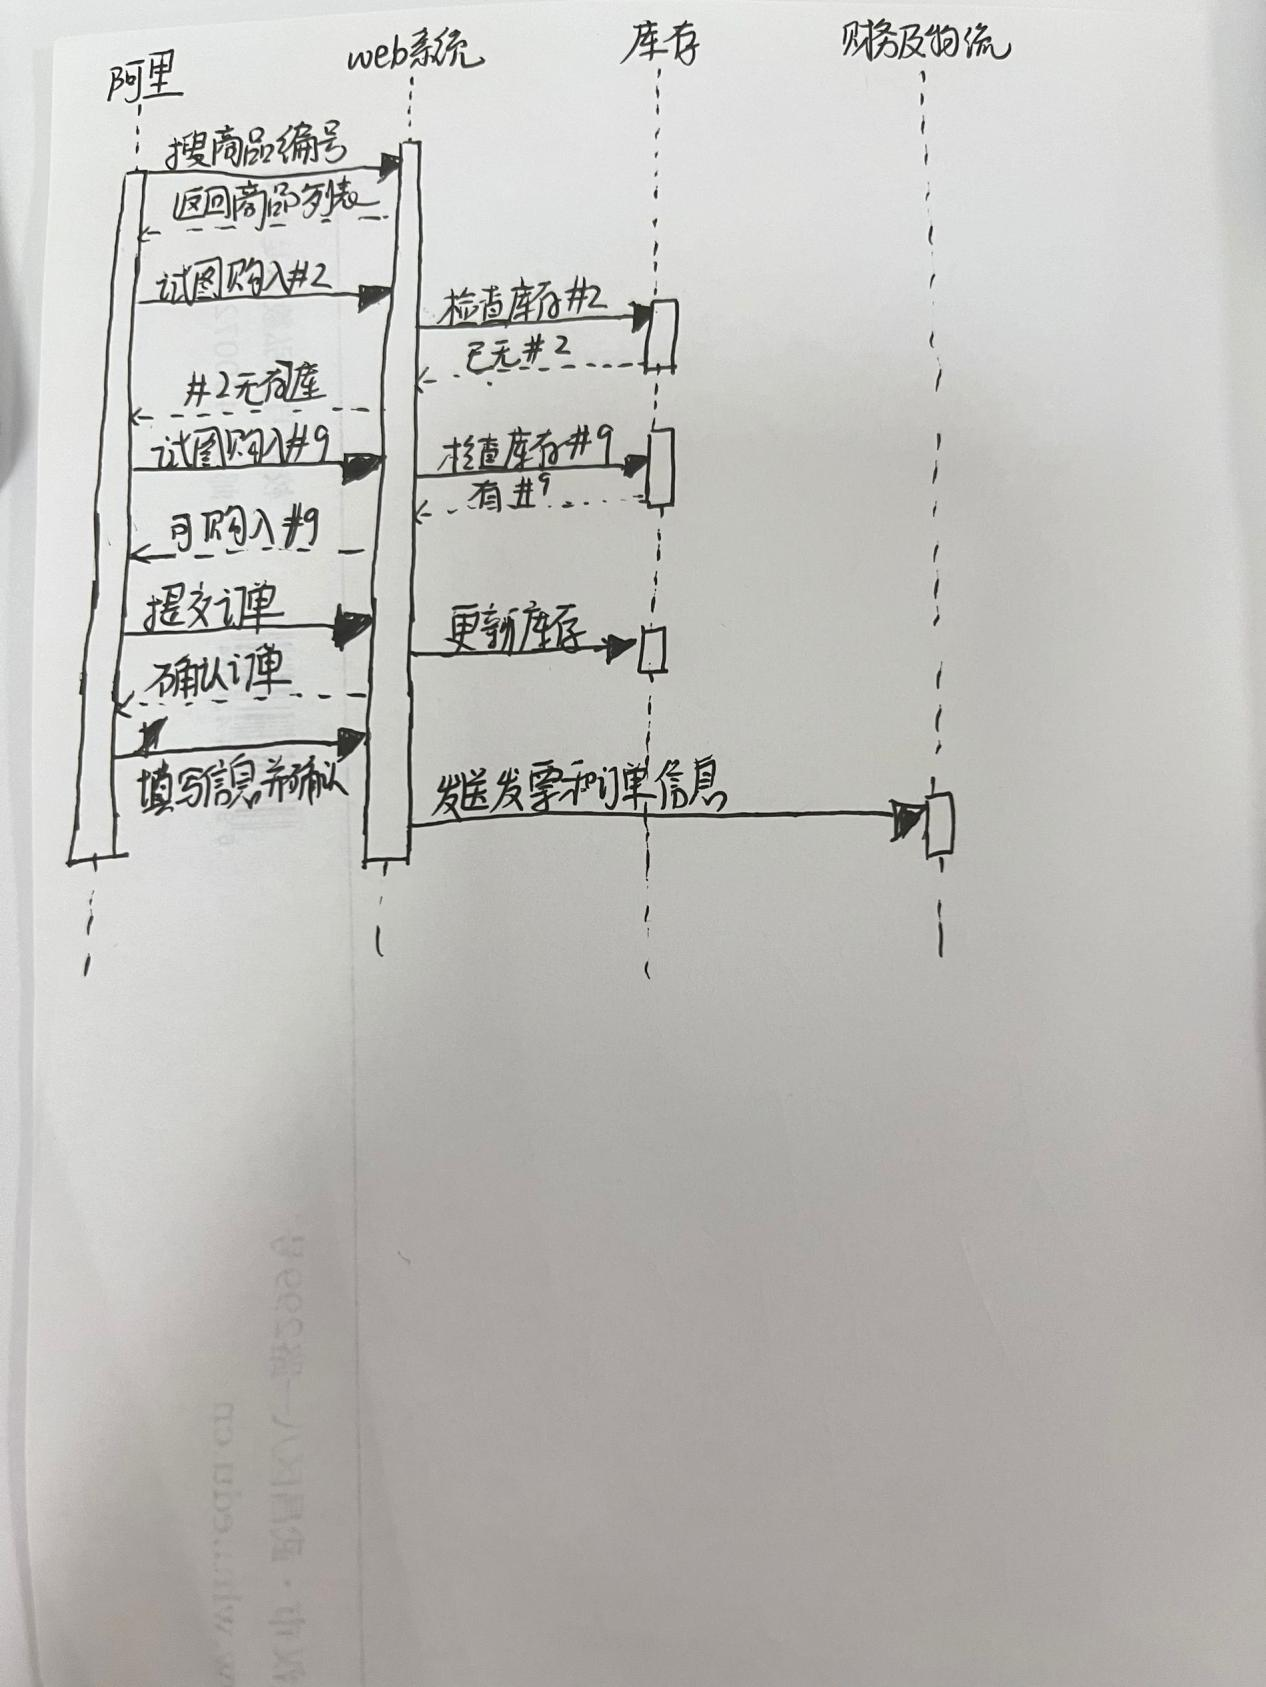 阿里
web系统
库存
财务及物流
搜商品编号
返回商品列表
试图购入#2
检查库存#2
已无#2
#2无存库
试图购入#9
检查库存#9
有#9
可购入#9
提交订单
更新库存
确认订单
填写信息并确认
发送发票和订单信息